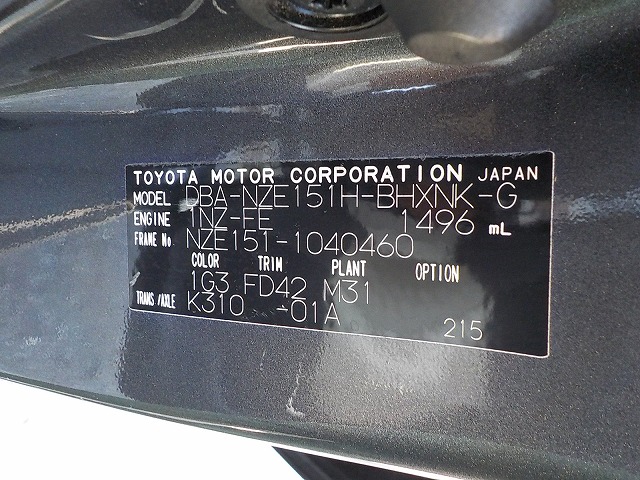 TOYOTA MOTOR CORPORATION JAPAN
MODEL DBA-NZE151H-BHXNK-G
ENGINE 1NZ-FE 1496 mL
FRAME No. NZE151-1040460
COLOR TRIM PLANT OPTION
1G3 FD42 M31
TRANS/AXLE K310 -01A
215